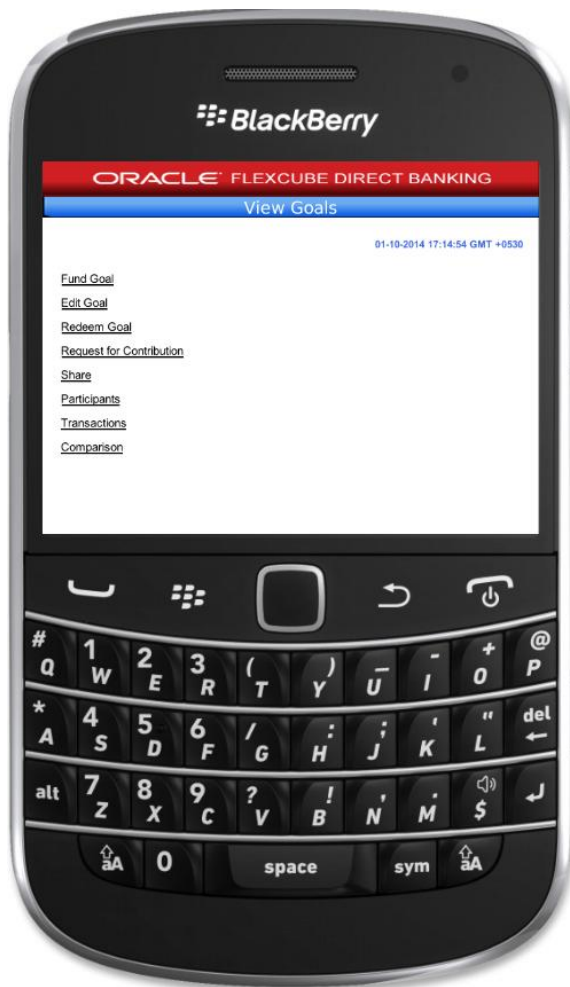 BlackBerry
ORACLE FLEXCUBE DIRECT BANKING
View Goals
01-10-2014 17:14:54 GMT +0530
Fund Goal
Edit Goal
Redeem Goal
Request for Contribution
Share
Participants
Transactions
Comparison
# 1 2 3 ( ) _ - + @
Q W E R T Y U I O P
* 4 5 6 / : ; ' " del
A S D F G H J K L
alt 7 8 9 ? ! , .
Z X C V B N M $
aA 0 space sym aA